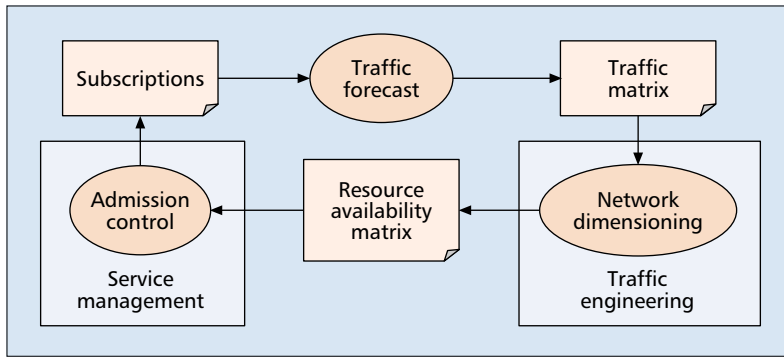 Subscriptions
Traffic
forecast
Traffic
matrix
Admission
control
Resource
availability
matrix
Network
dimensioning
Service
management
Traffic
engineering